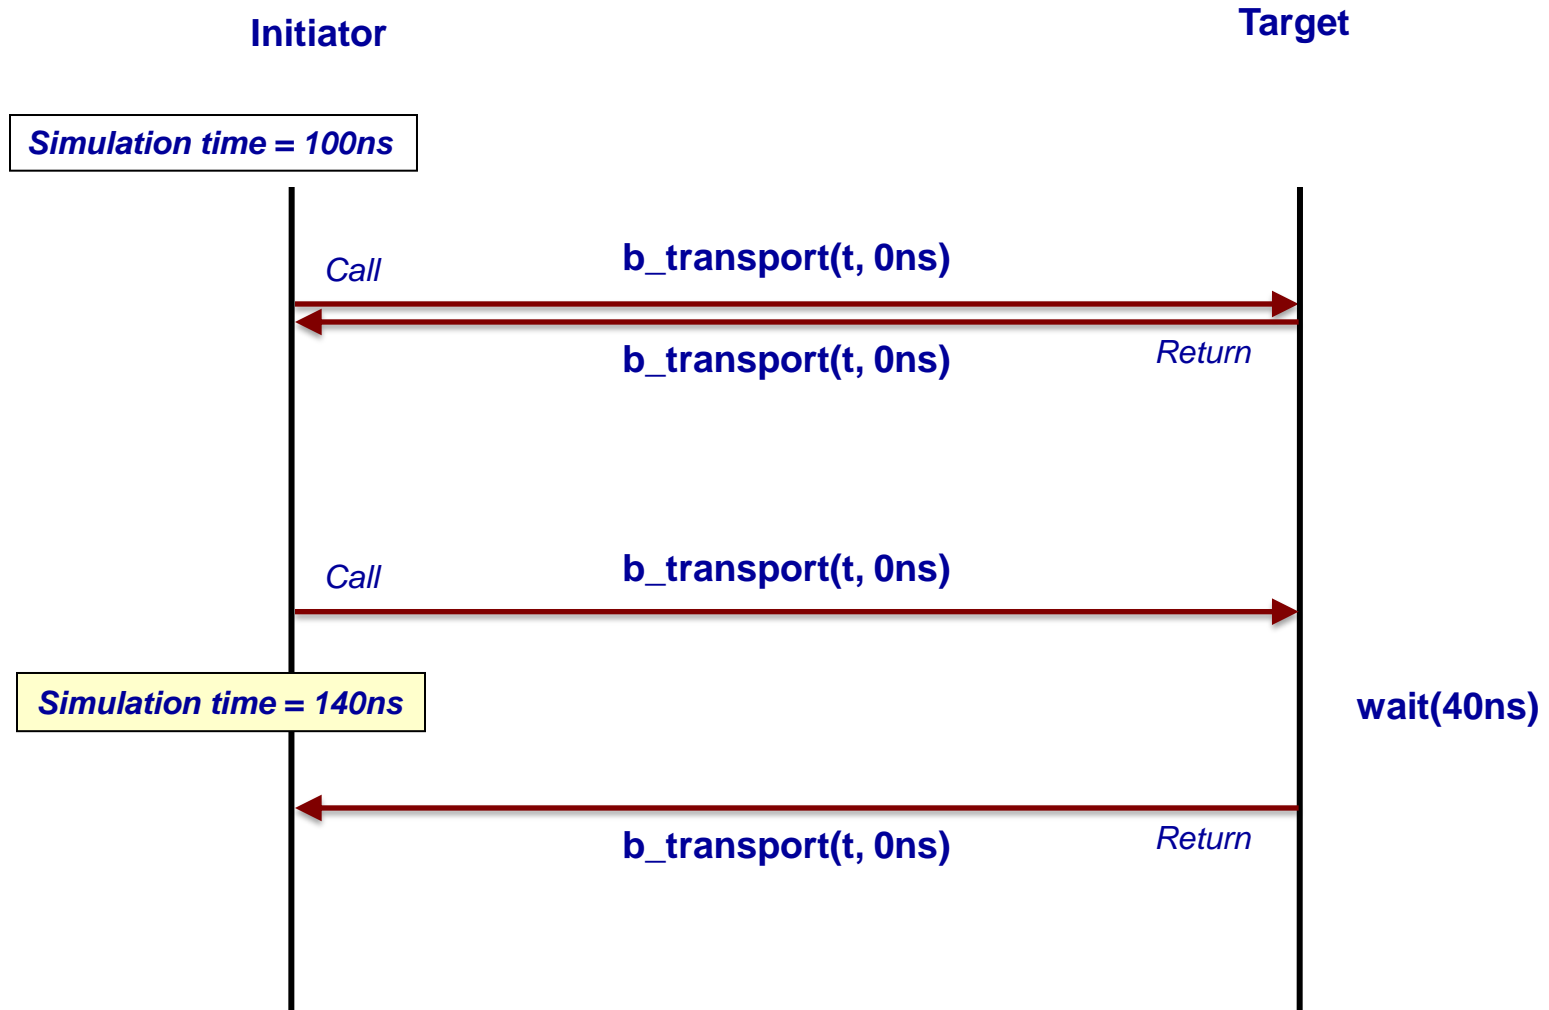 Initiator
Target
Simulation time = 100ns
Call
b_transport(t, 0ns)
b_transport(t, 0ns)
Return
Call
b_transport(t, 0ns)
Simulation time = 140ns
wait(40ns)
b_transport(t, 0ns)
Return